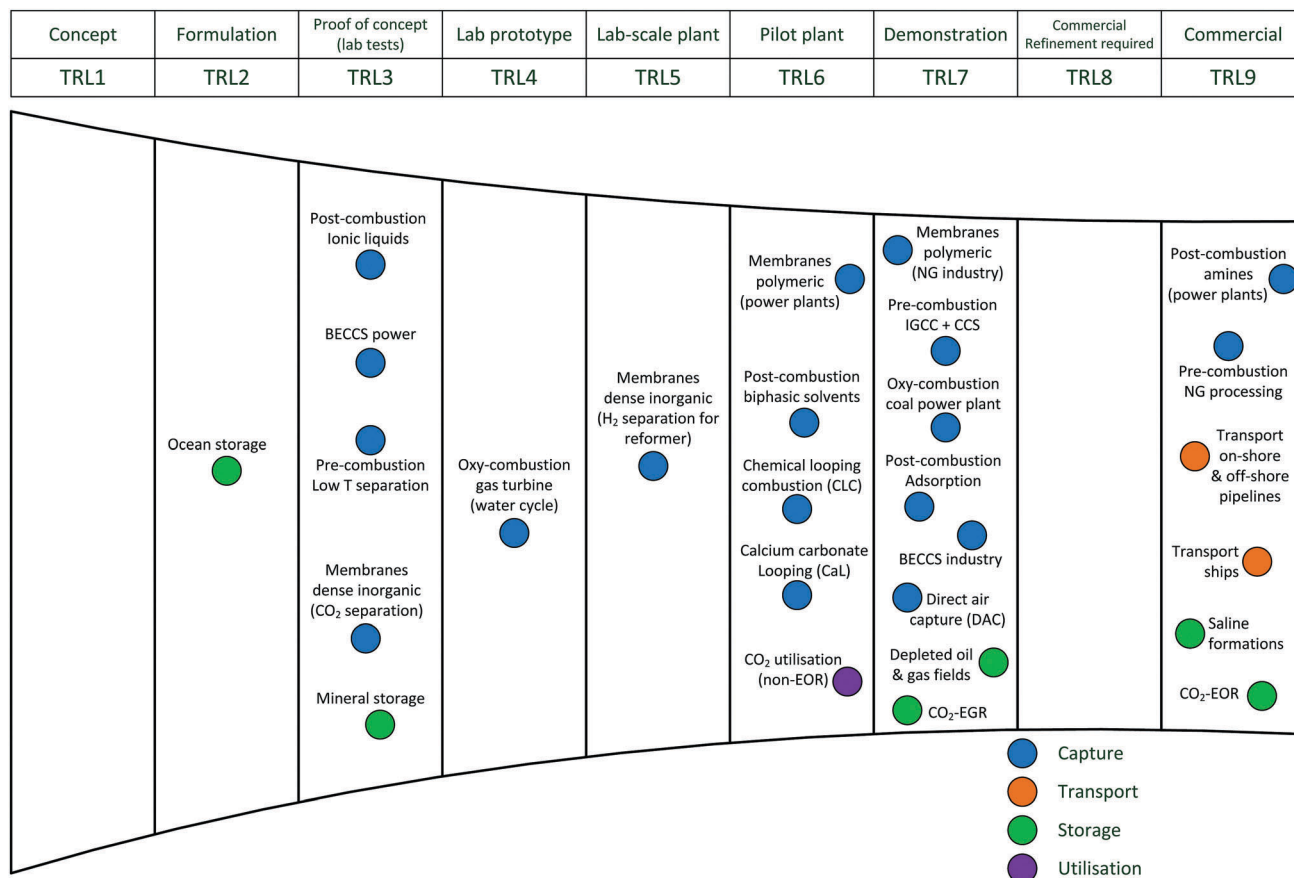 Concept
Formulation
Proof of concept
(lab tests)
Lab prototype
Lab-scale plant
Pilot plant
Demonstration
Commercial
Refinement required
Commercial
TRL1
TRL2
TRL3
TRL4
TRL5
TRL6
TRL7
TRL8
TRL9
Ocean storage
Post-combustion
Ionic liquids
BECCS power
Pre-combustion
Low T separation
Membranes
dense inorganic
(CO₂ separation)
Mineral storage
Oxy-combustion
gas turbine
(water cycle)
Membranes
dense inorganic
(H₂ separation for
reformer)
Membranes
polymeric
(power plants)
Post-combustion
biphasic solvents
Chemical looping
combustion (CLC)
Calcium carbonate
Looping (CaL)
CO₂ utilisation
(non-EOR)
Membranes
polymeric
(NG industry)
Pre-combustion
IGCC + CCS
Oxy-combustion
coal power plant
Post-combustion
Adsorption
BECCS industry
Direct air
capture (DAC)
Depleted oil
& gas fields
CO₂-EGR
Post-combustion
amines
(power plants)
Pre-combustion
NG processing
Transport
on-shore
& off-shore
pipelines
Transport
ships
Saline
formations
CO₂-EOR
Capture
Transport
Storage
Utilisation